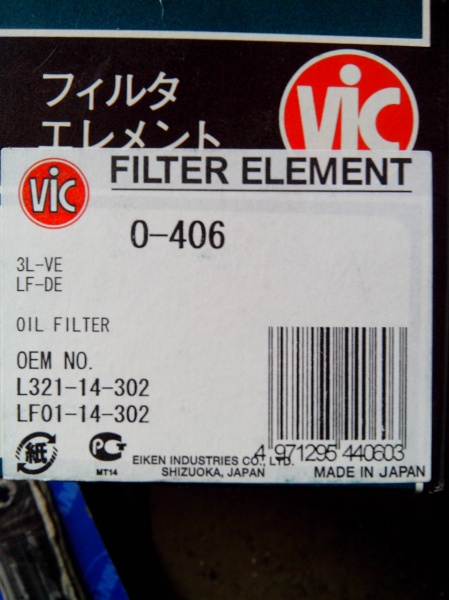 フィルタ
エレメント
VIC
VIC
FILTER ELEMENT
O-406
3L-VE
LF-DE
OIL FILTER
OEM NO.
L321-14-302
LF01-14-302
紙
PCT
MT14
EIKEN INDUSTRIES CO., LTD.
SHIZUOKA, JAPAN
4 971295 440603
MADE IN JAPAN